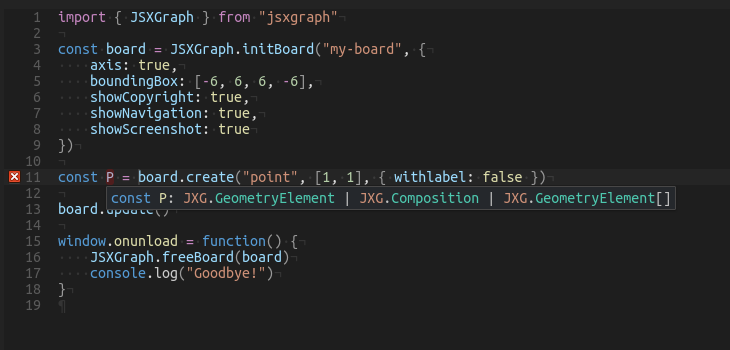 1 import { JSXGraph } from "jsxgraph"¬
2 ¬
3 const board = JSXGraph.initBoard("my-board", {¬
4 ····axis: true,¬
5 ····boundingBox: [-6, 6, 6, -6],¬
6 ····showCopyright: true,¬
7 ····showNavigation: true,¬
8 ····showScreenshot: true¬
9 })¬
10 ¬
11 const P = board.create("point", [1, 1], { withlabel: false })¬
12 ¬
const P: JXG.GeometryElement | JXG.Composition | JXG.GeometryElement[]
13 board.update()¬
14 ¬
15 window.onunload = function() {¬
16 ····JSXGraph.freeBoard(board)¬
17 ····console.log("Goodbye!")¬
18 }¬
19 ¶